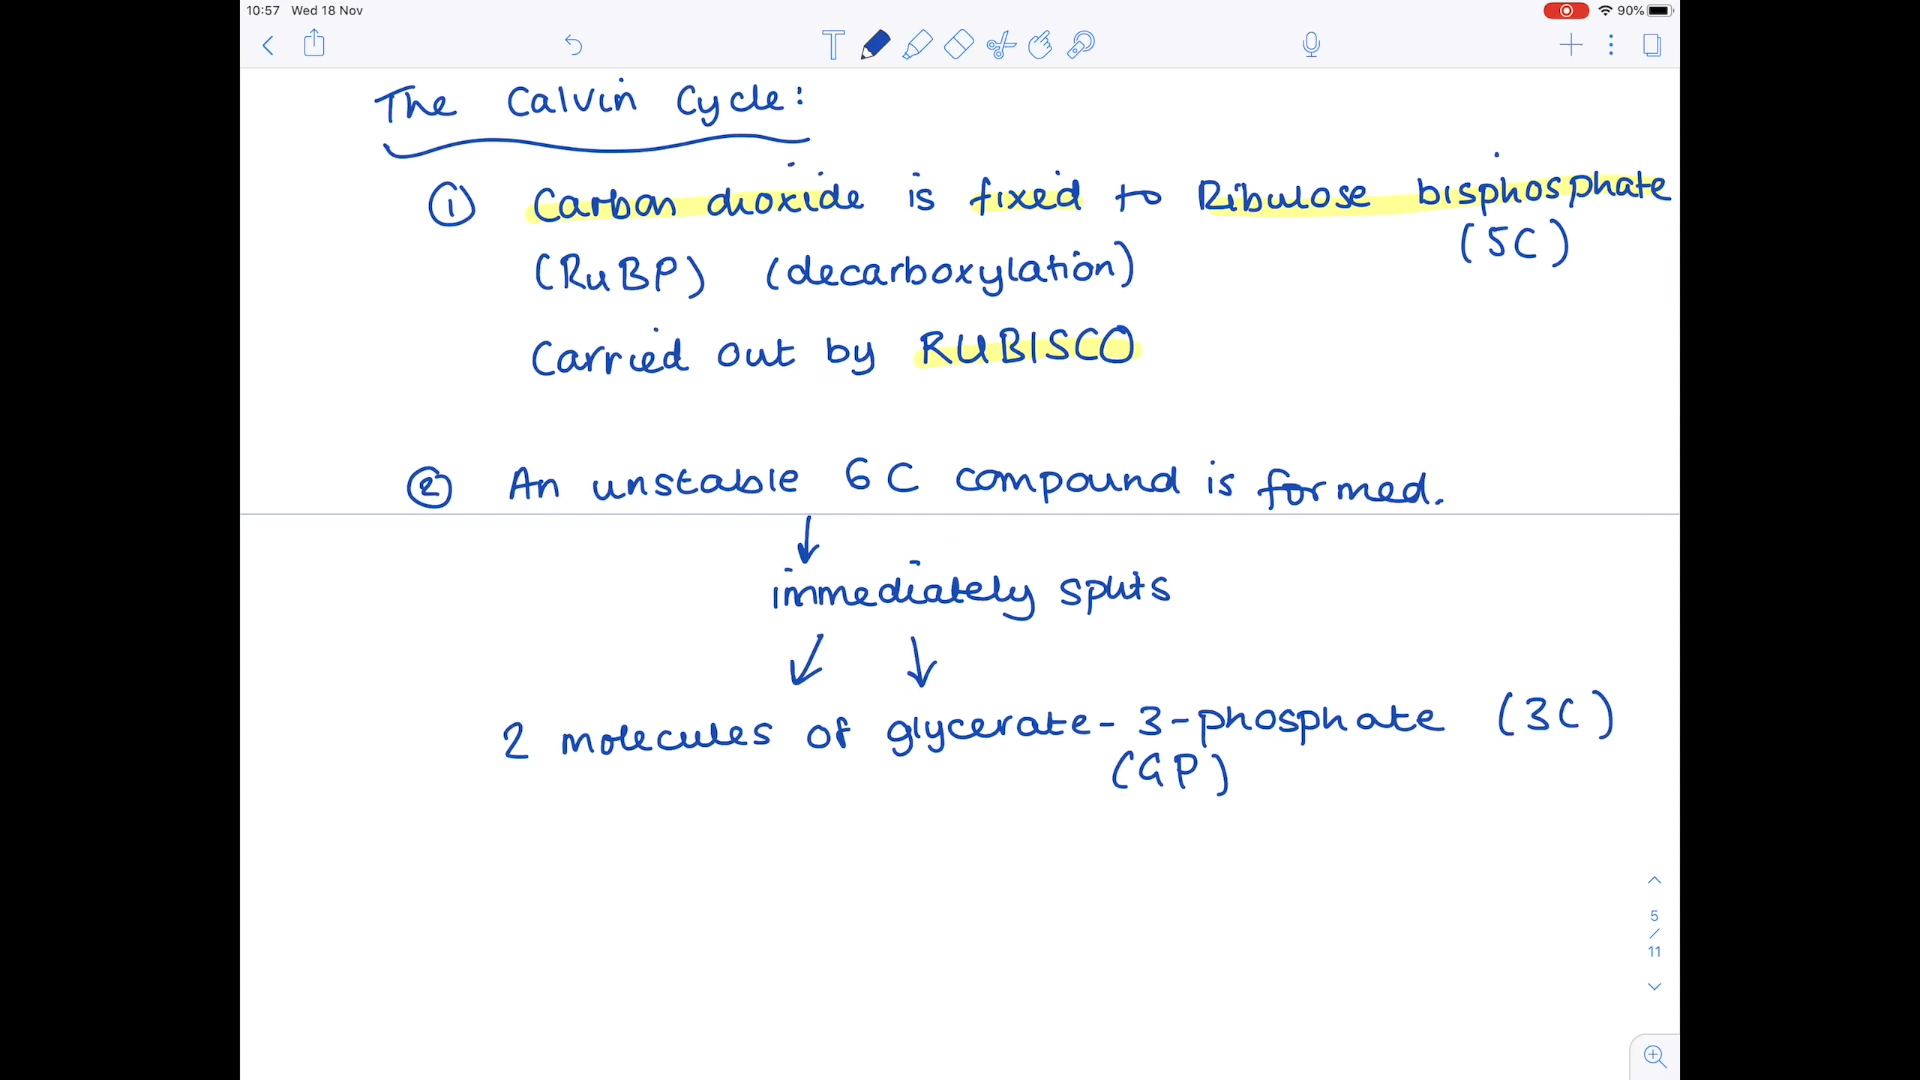 10:57 Wed 18 Nov
90%
T
The Calvin Cycle:
① Carbon dioxide is fixed to Ribulose bisphosphate
(5C)
(RuBP) (decarboxylation)
Carried out by RUBISCO
② An unstable 6C compound is formed.
immediately splits
2 molecules of glycerate-3-phosphate (3C)
(GP)
5
/
11